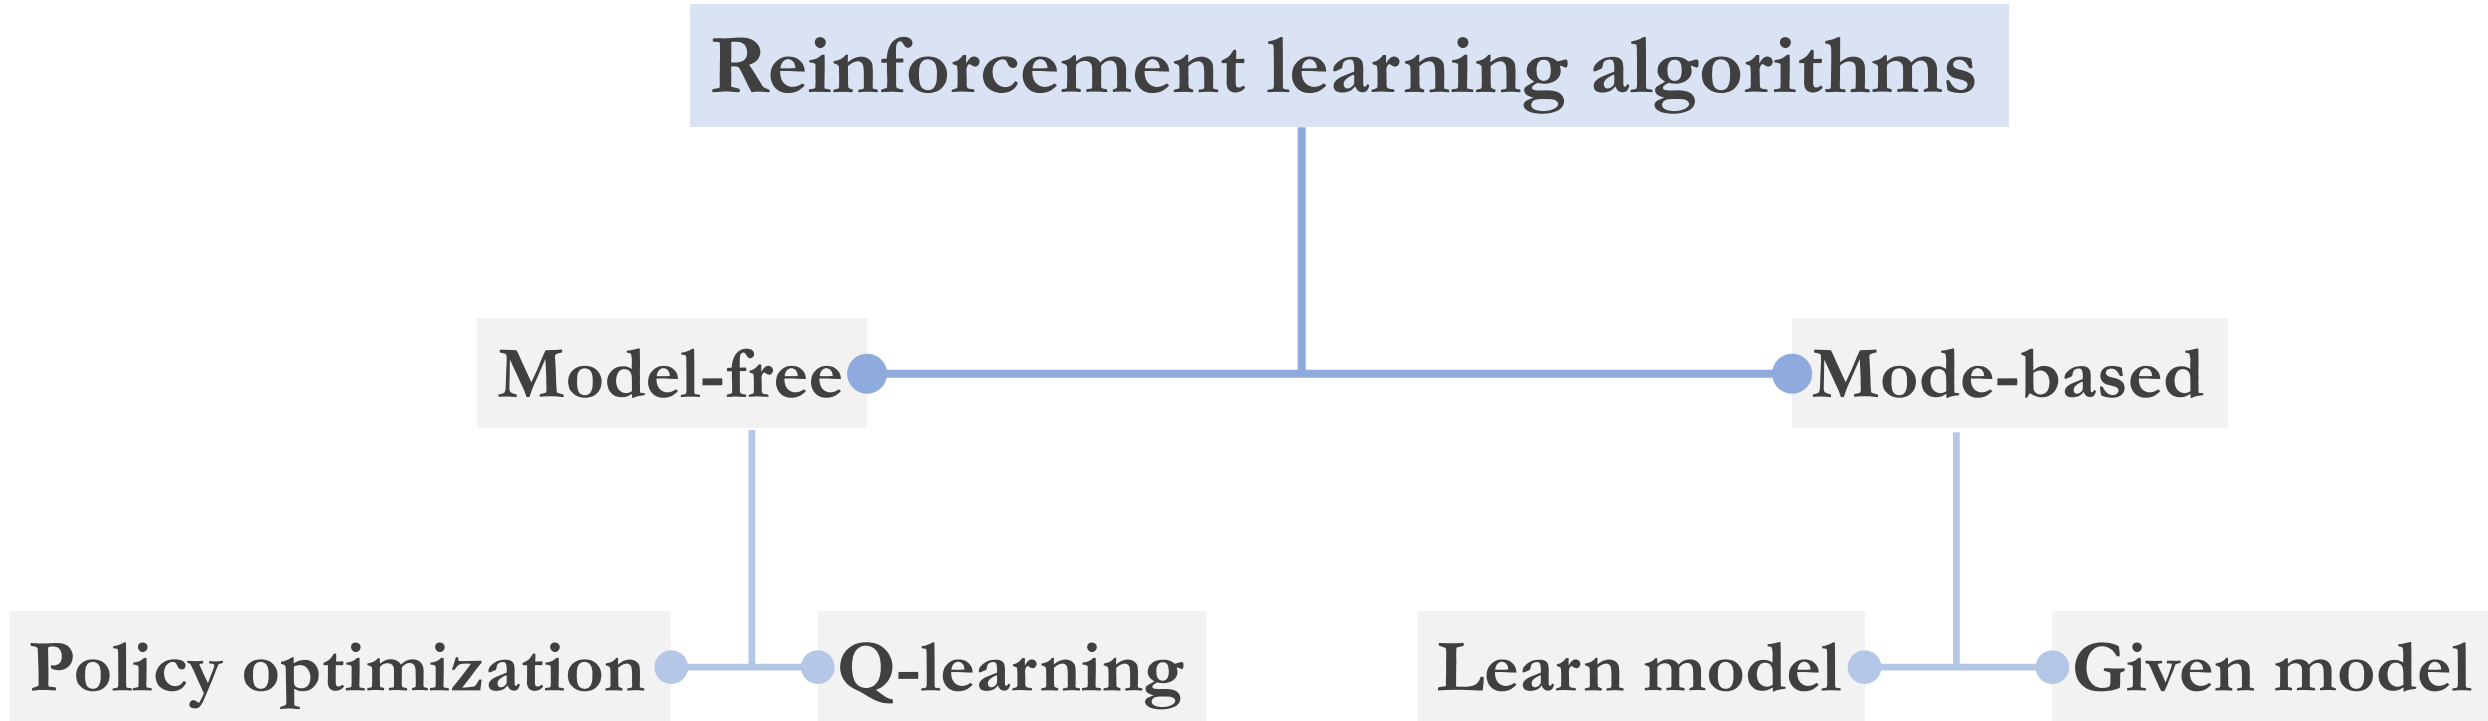 Reinforcement learning algorithms
Model-free
Mode-based
Policy optimization
Q-learning
Learn model
Given model